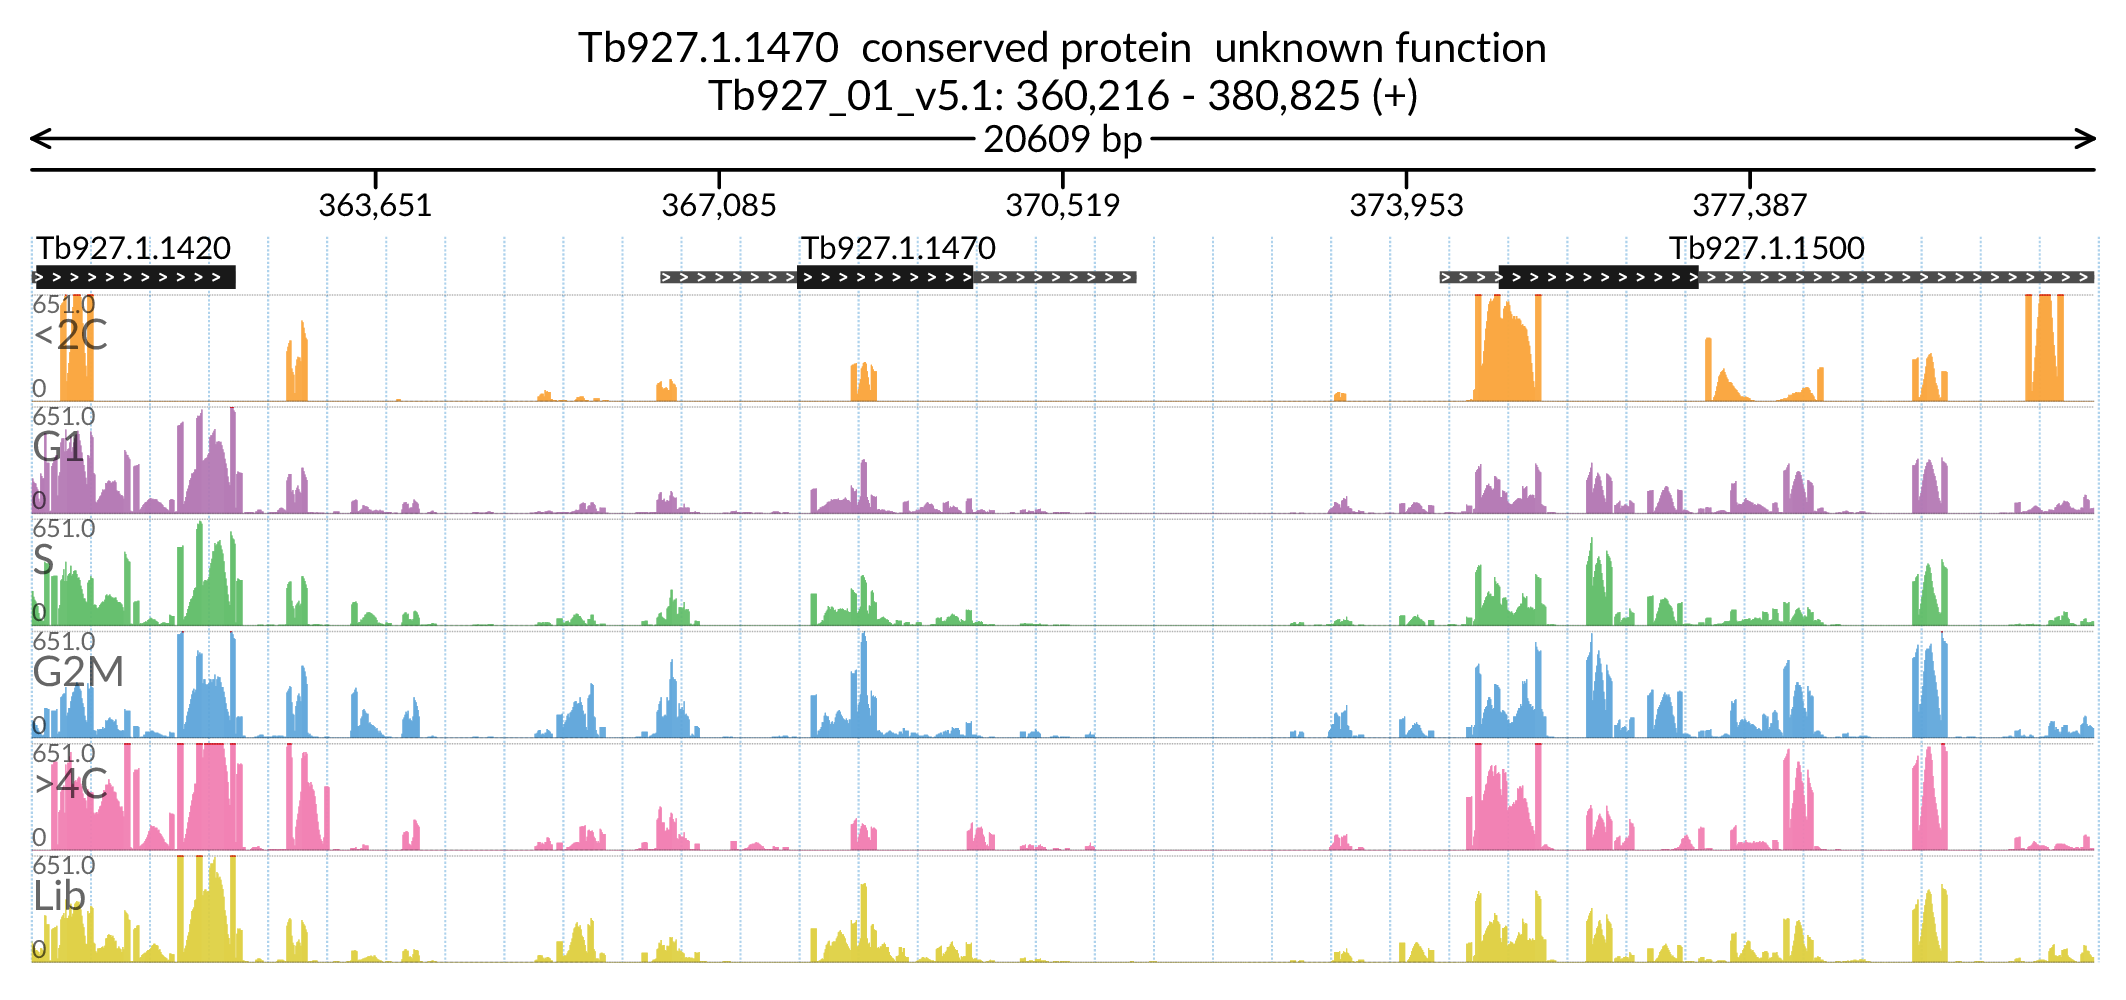 Tb927.1.1470 conserved protein unknown function
Tb927_01_v5.1: 360,216 - 380,825 (+)
20609 bp
363,651 367,085 370,519 373,953 377,387
Tb927.1.1420 Tb927.1.1470 Tb927.1.1500
651.0
<2C
0
651.0
G1
0
651.0
S
0
651.0
G2M
0
651.0
>4C
0
651.0
Lib
0